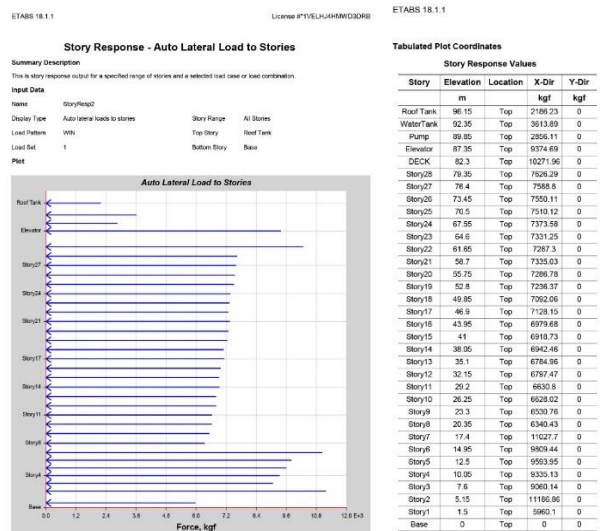 ETABS 18.1.1
License #*1VELHJ4HNWD3DRB
Story Response - Auto Lateral Load to Stories
Summary Description
This is story response output for a specified range of stories and a selected load case or load combination.
Input Data
Name StoryResp2
Display Type Auto lateral loads to stories Story Range All Stories
Load Pattern WIN Top Story Roof Tank
Load Set 1 Bottom Story Base
Plot
Auto Lateral Load to Stories
Roof Tank
Elevator
Story27
Story24
Story21
Story17
Story14
Story11
Story8
Story4
Base
0.0 1.2 2.4 3.6 4.8 6.0 7.2 8.4 9.6 10.8 12.0 E+3
Force, kgf
ETABS 18.1.1
Tabulated Plot Coordinates
Story Response Values
Story Elevation Location X-Dir Y-Dir
m kgf kgf
Roof Tank 96.15 Top 2186.23 0
WaterTank 92.35 Top 3613.89 0
Pump 89.85 Top 2856.11 0
Elevator 87.35 Top 9374.69 0
DECK 82.3 Top 10271.96 0
Story28 79.35 Top 7626.29 0
Story27 76.4 Top 7588.8 0
Story26 73.45 Top 7550.11 0
Story25 70.5 Top 7510.12 0
Story24 67.55 Top 7373.58 0
Story23 64.6 Top 7331.25 0
Story22 61.65 Top 7287.3 0
Story21 58.7 Top 7335.03 0
Story20 55.75 Top 7286.78 0
Story19 52.8 Top 7236.37 0
Story18 49.85 Top 7092.06 0
Story17 46.9 Top 7128.15 0
Story16 43.95 Top 6979.68 0
Story15 41 Top 6918.73 0
Story14 38.05 Top 6942.46 0
Story13 35.1 Top 6784.96 0
Story12 32.15 Top 6797.47 0
Story11 29.2 Top 6630.8 0
Story10 26.25 Top 6628.02 0
Story9 23.3 Top 6530.76 0
Story8 20.35 Top 6340.43 0
Story7 17.4 Top 11027.7 0
Story6 14.95 Top 9809.44 0
Story5 12.5 Top 9593.95 0
Story4 10.05 Top 9335.13 0
Story3 7.6 Top 9060.14 0
Story2 5.15 Top 11186.86 0
Story1 1.5 Top 5960.1 0
Base 0 Top 0 0